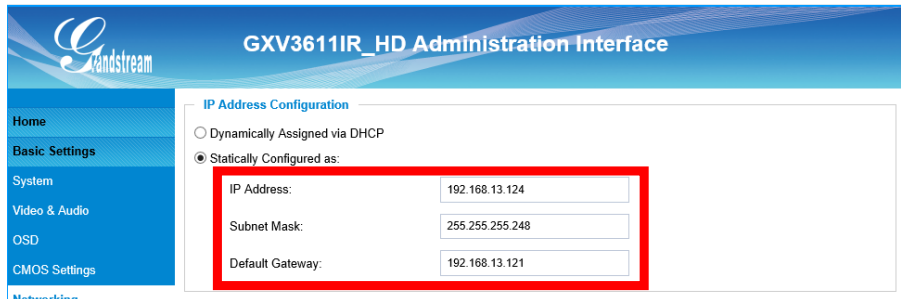 Grandstream
GXV3611IR_HD Administration Interface
Home
Basic Settings
System
Video & Audio
OSD
CMOS Settings
Networking
IP Address Configuration
Dynamically Assigned via DHCP
Statically Configured as:
IP Address: 192.168.13.124
Subnet Mask: 255.255.255.248
Default Gateway: 192.168.13.121